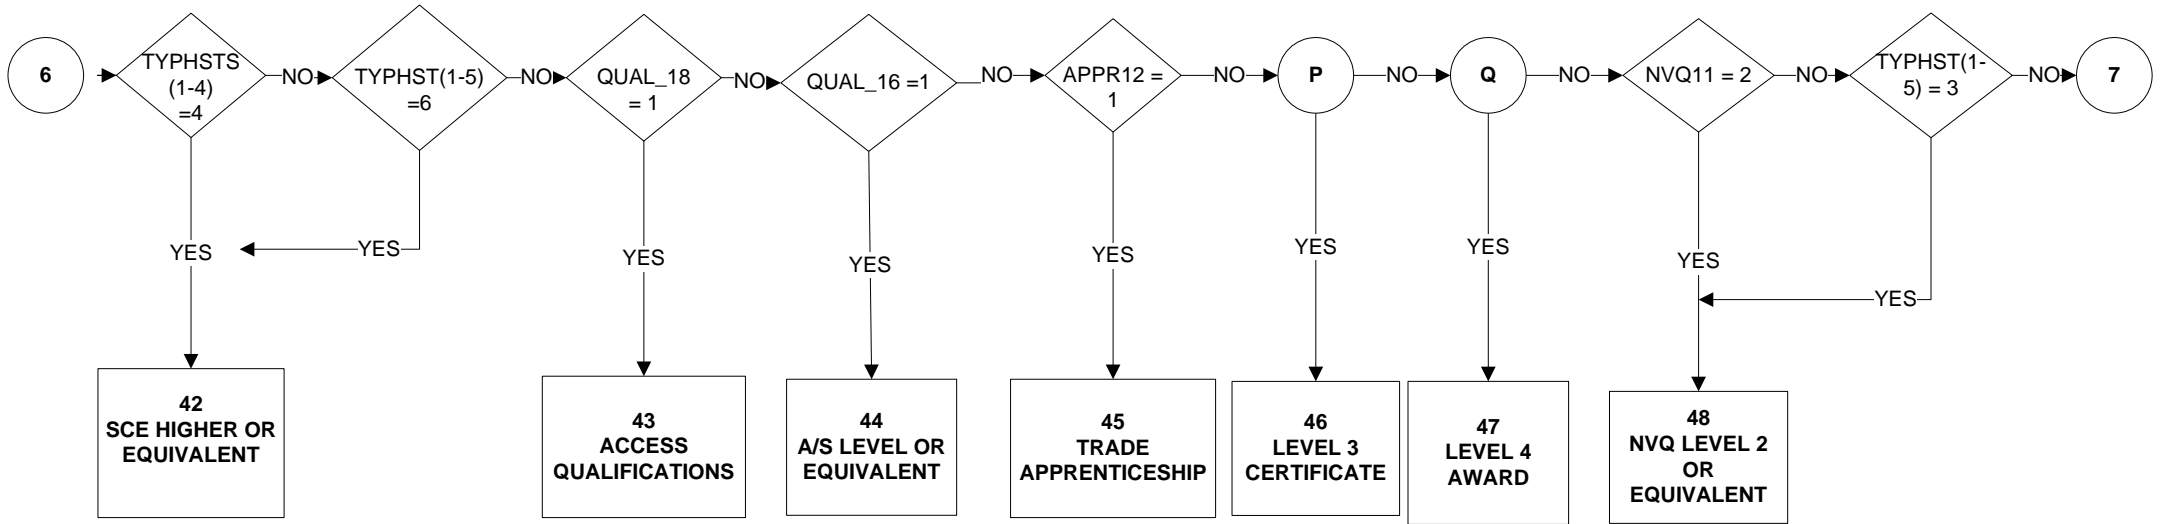 6
TYPHSTS
(1-4)
=4
NO
TYPHST(1-5)
=6
NO
QUAL_18
= 1
NO
QUAL_16 =1
NO
APPR12 =
1
NO
P
NO
Q
NO
NVQ11 = 2
NO
TYPHST(1-
5) = 3
NO
7
YES
YES
YES
YES
YES
YES
YES
YES
YES
42
SCE HIGHER OR
EQUIVALENT
43
ACCESS
QUALIFICATIONS
44
A/S LEVEL OR
EQUIVALENT
45
TRADE
APPRENTICESHIP
46
LEVEL 3
CERTIFICATE
47
LEVEL 4
AWARD
48
NVQ LEVEL 2
OR
EQUIVALENT